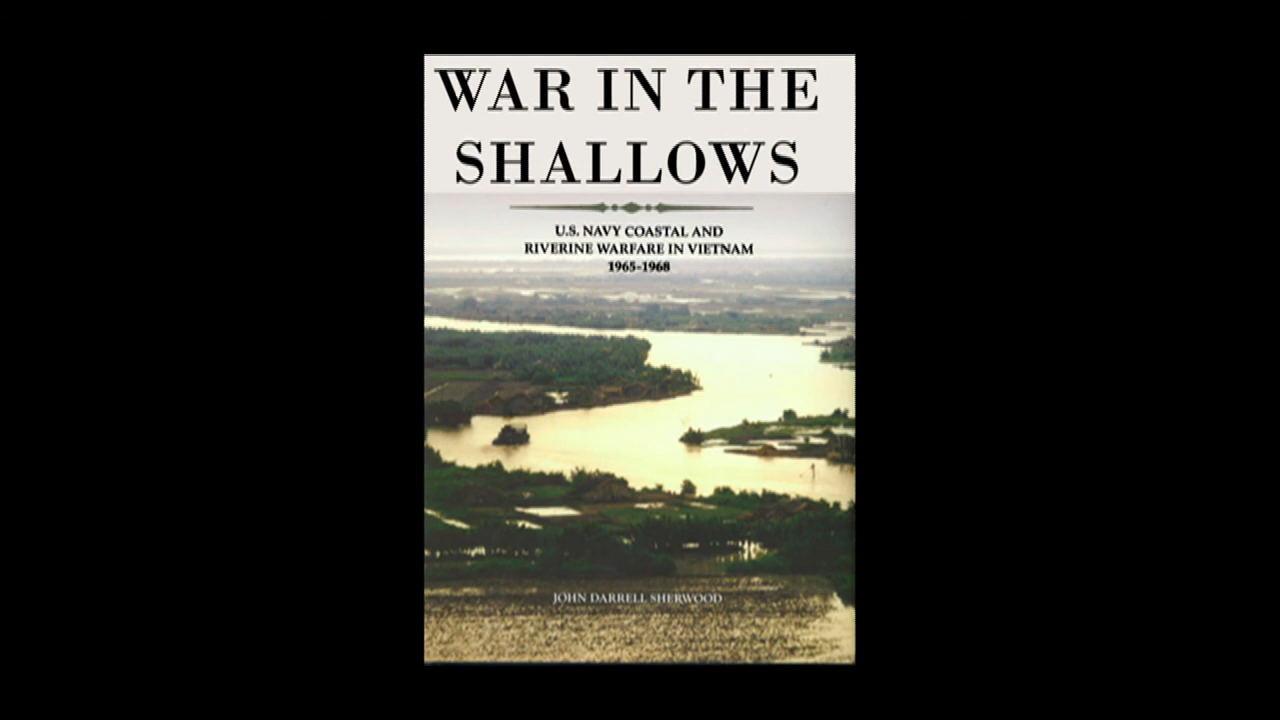 WAR IN THE
SHALLOWS
U.S. NAVY COASTAL AND
RIVERINE WARFARE IN VIETNAM
1965-1968
JOHN DARRELL SHERWOOD